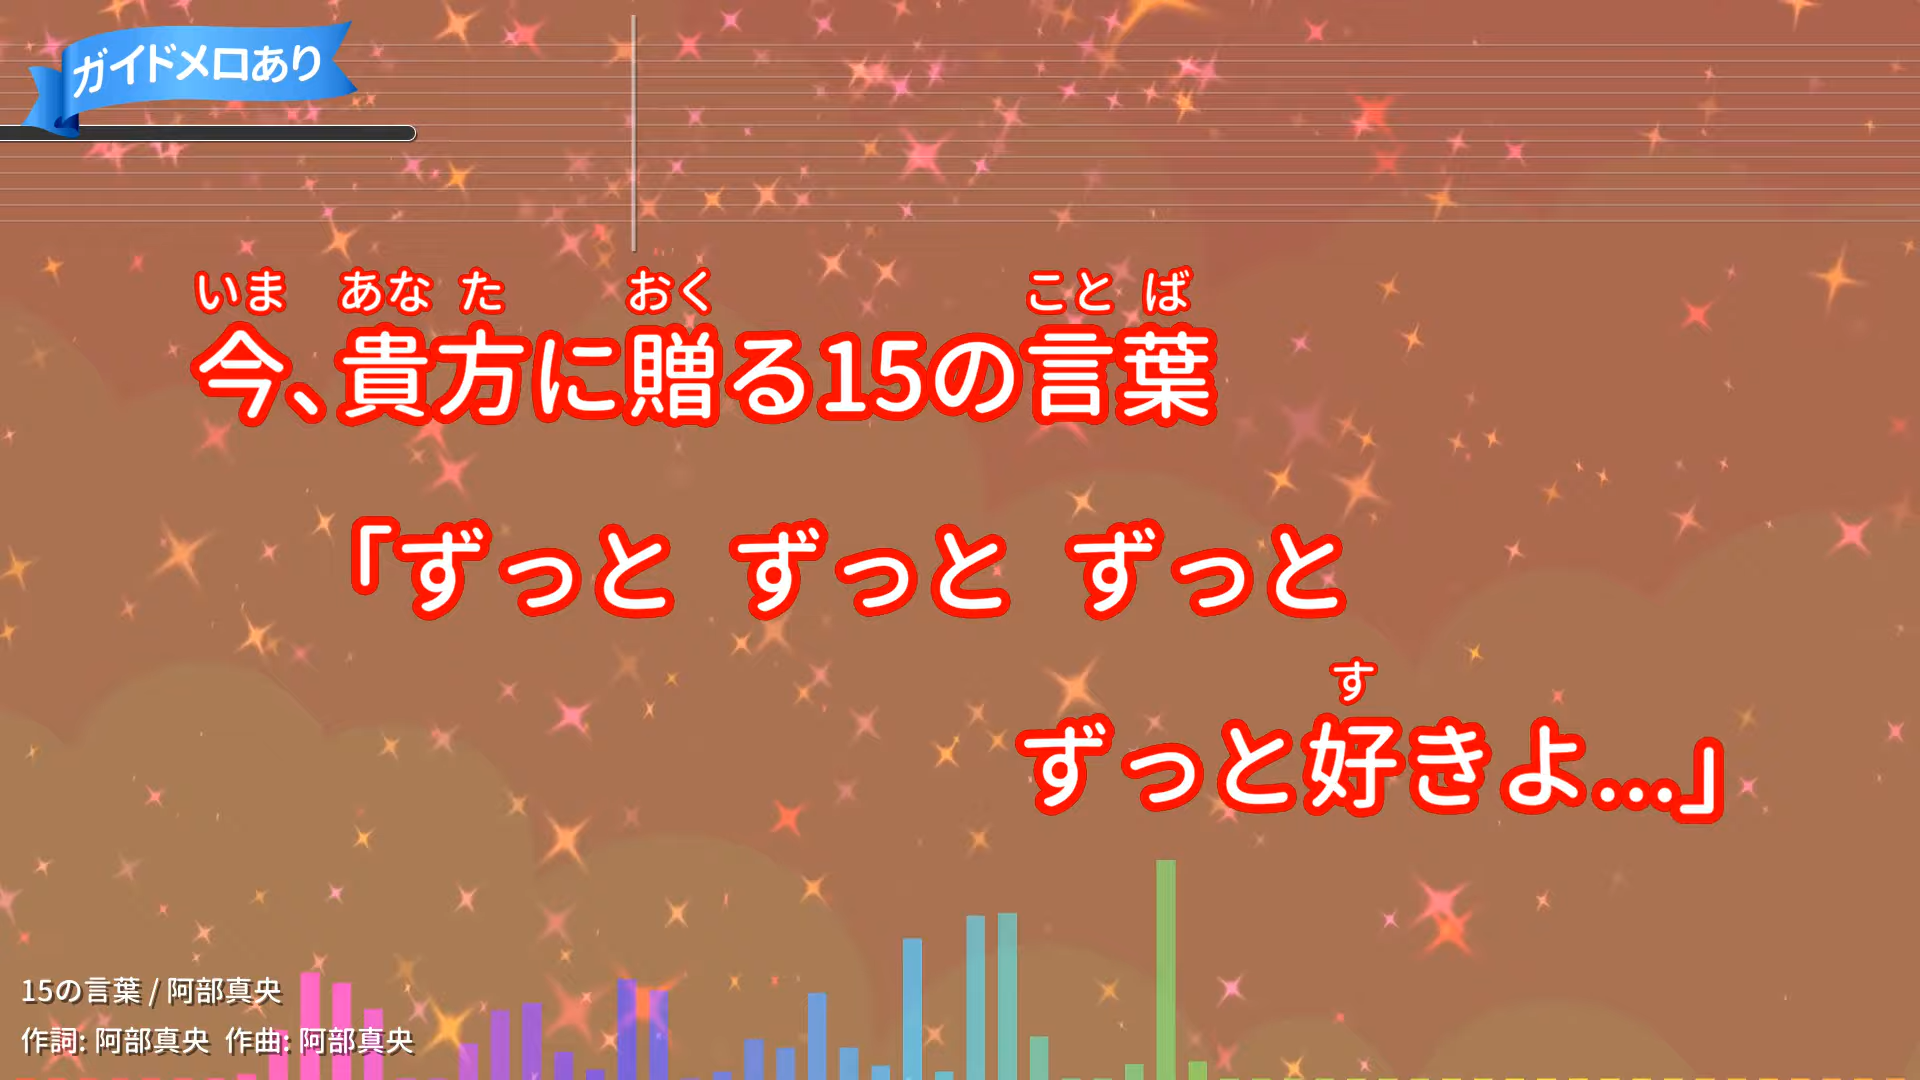 ガイドメロあり
いま あなた おく ことば
今、貴方に贈る15の言葉
「ずっと ずっと ずっと
す
ずっと好きよ...」
15の言葉 / 阿部真央
作詞: 阿部真央 作曲: 阿部真央